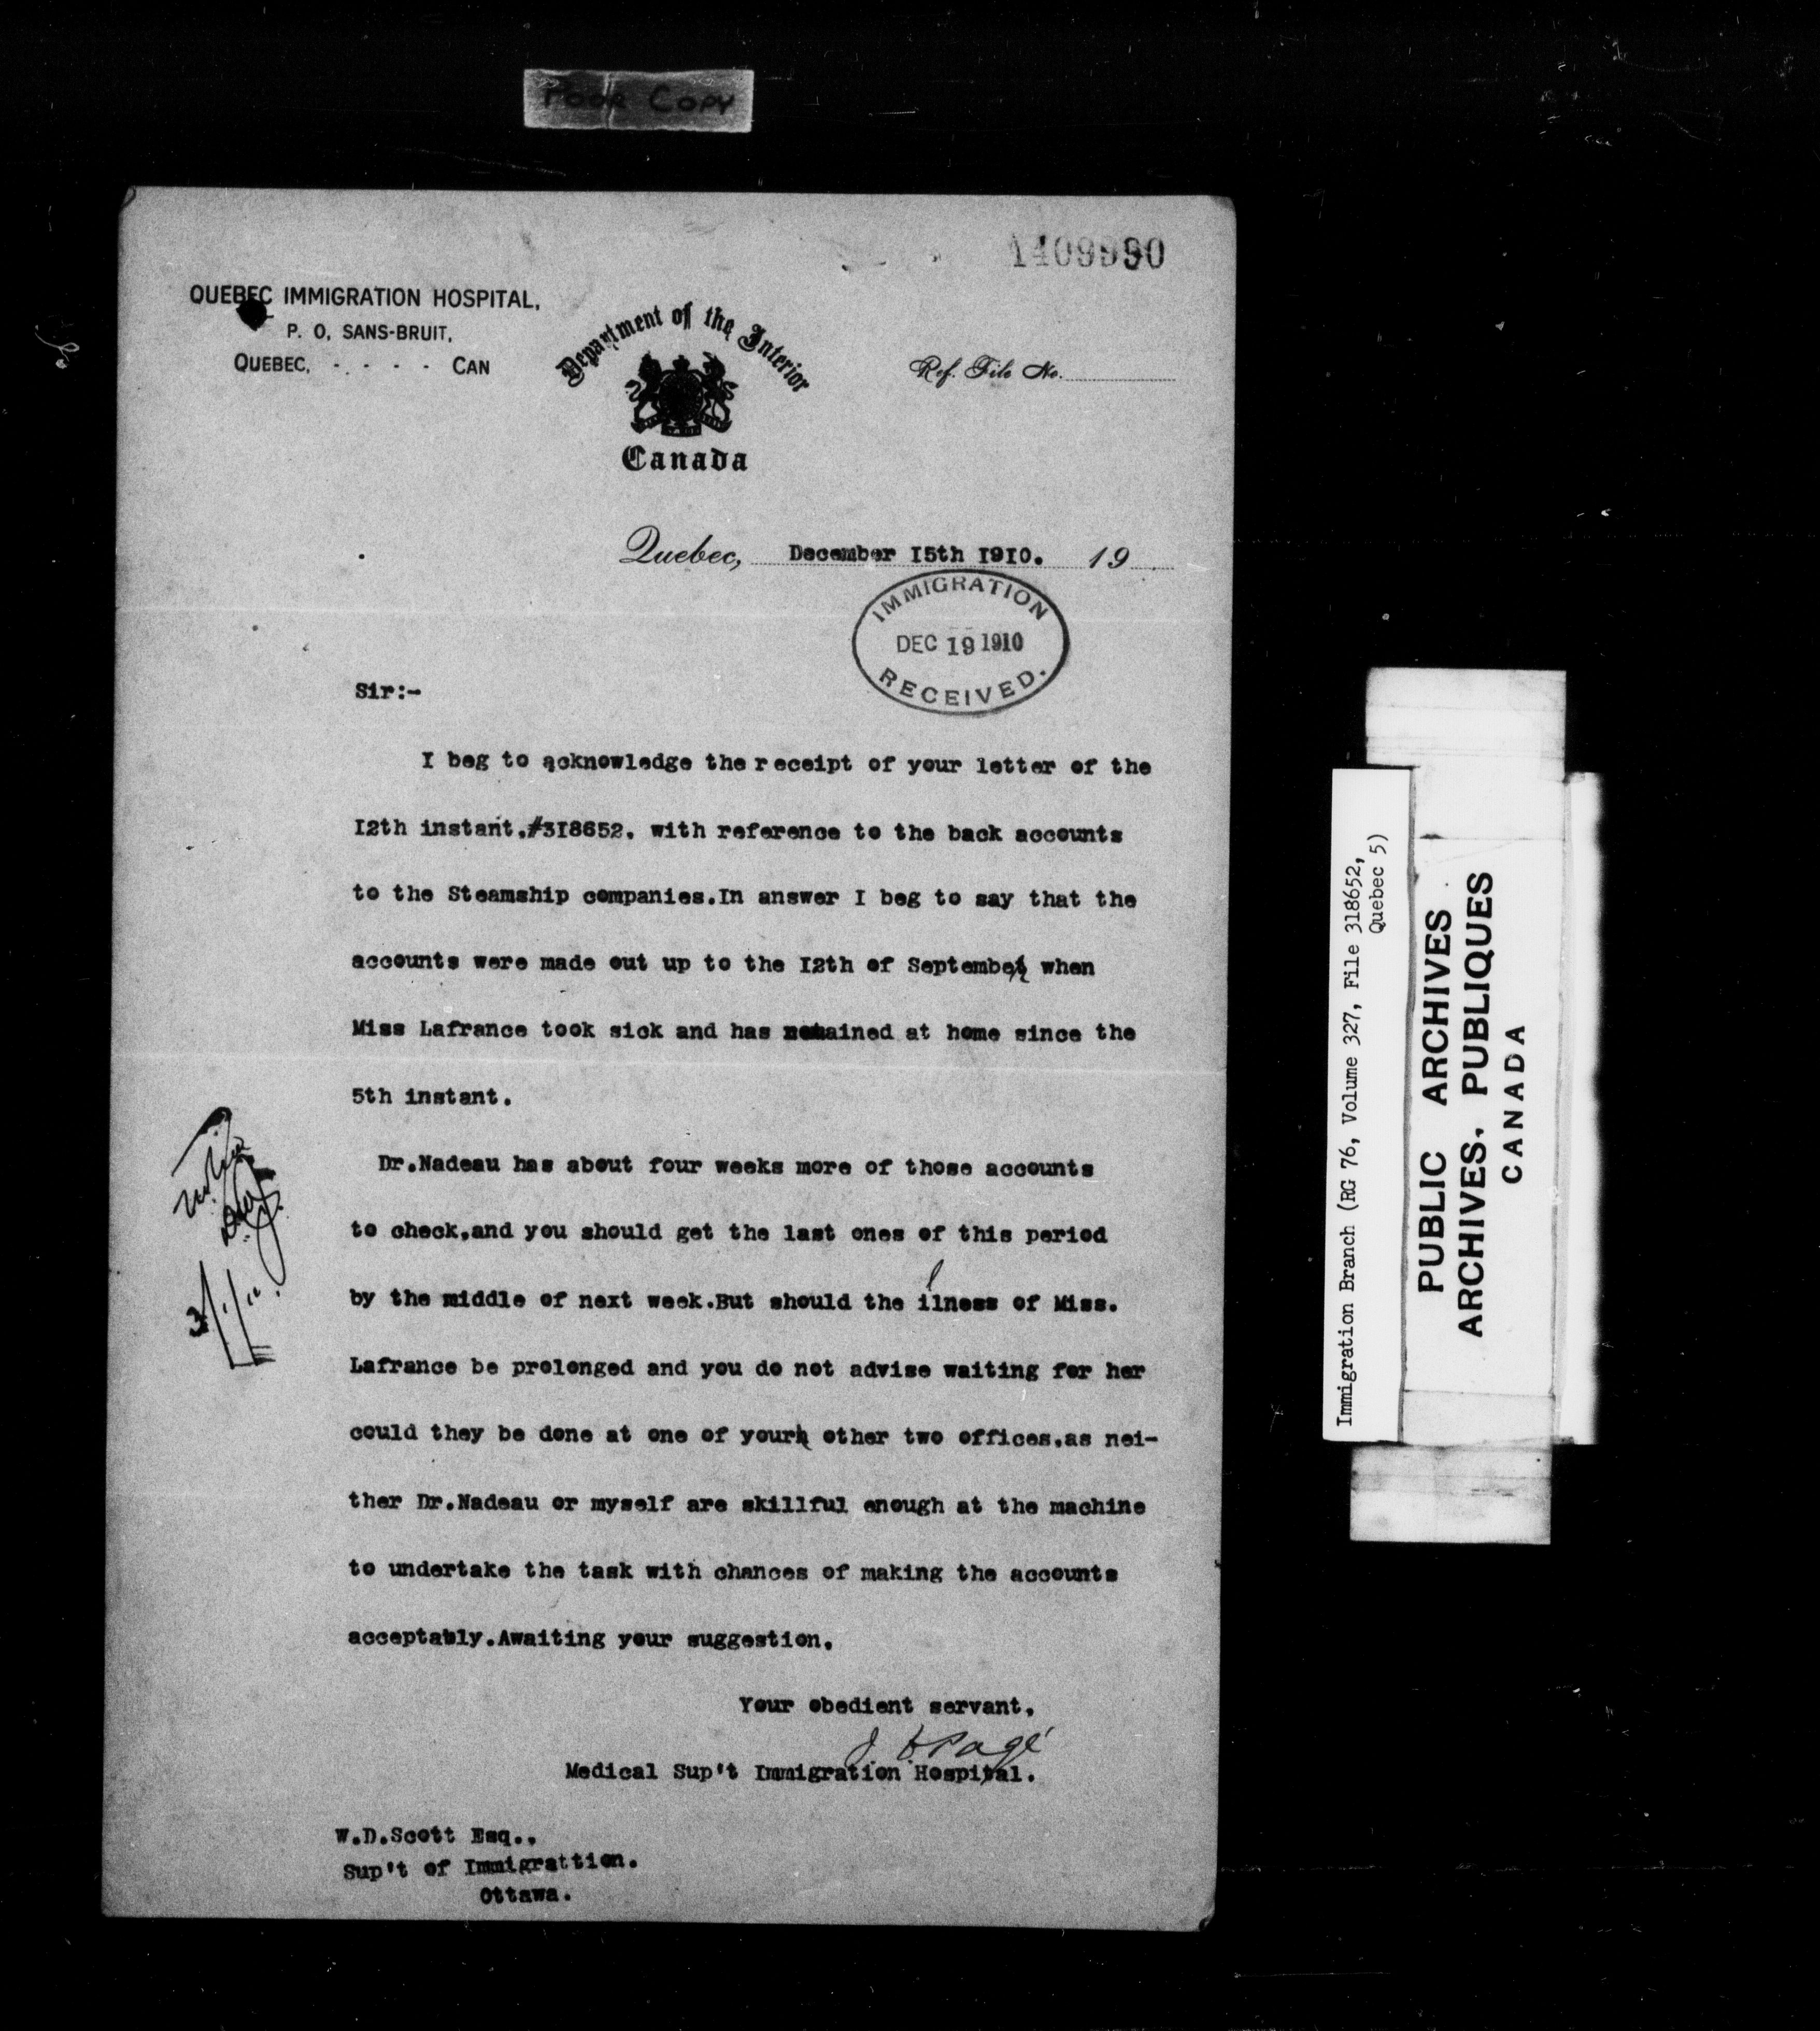 POOR COPY
1409990
QUEBEC IMMIGRATION HOSPITAL,
P. O, SANS-BRUIT,
QUEBEC, - - - - CAN
Department of the Interior
Canada
Ref. File No.
Quebec, December I5th I9I0. 19
IMMIGRATION
DEC 19 1910
RECEIVED.
Sir:-
I beg to acknowledge the receipt of your letter of the
I2th instant,#3I8652, with reference to the back accounts
to the Steamship companies.In answer I beg to say that the
accounts were made out up to the I2th of September when
Miss Lafrance took sick and has remained at home since the
5th instant.
Dr.Nadeau has about four weeks more of those accounts
to check,and you should get the last ones of this period
by the middle of next week.But should the illness of Miss.
Lafrance be prolonged and you do not advise waiting for her
could they be done at one of your other two offices,as nei-
ther Dr.Nadeau or myself are skillful enough at the machine
to undertake the task with chances of making the accounts
acceptably.Awaiting your suggestion,
Your obedient servant,
J. D. Pagé
Medical Sup't Immigration Hospital.
W.D.Scott Esq.,
Sup't of Immigrattion.
Ottawa.
Immigration Branch (RG 76, Volume 327, File 318652,
Quebec 5)
PUBLIC ARCHIVES
ARCHIVES. PUBLIQUES
CANADA